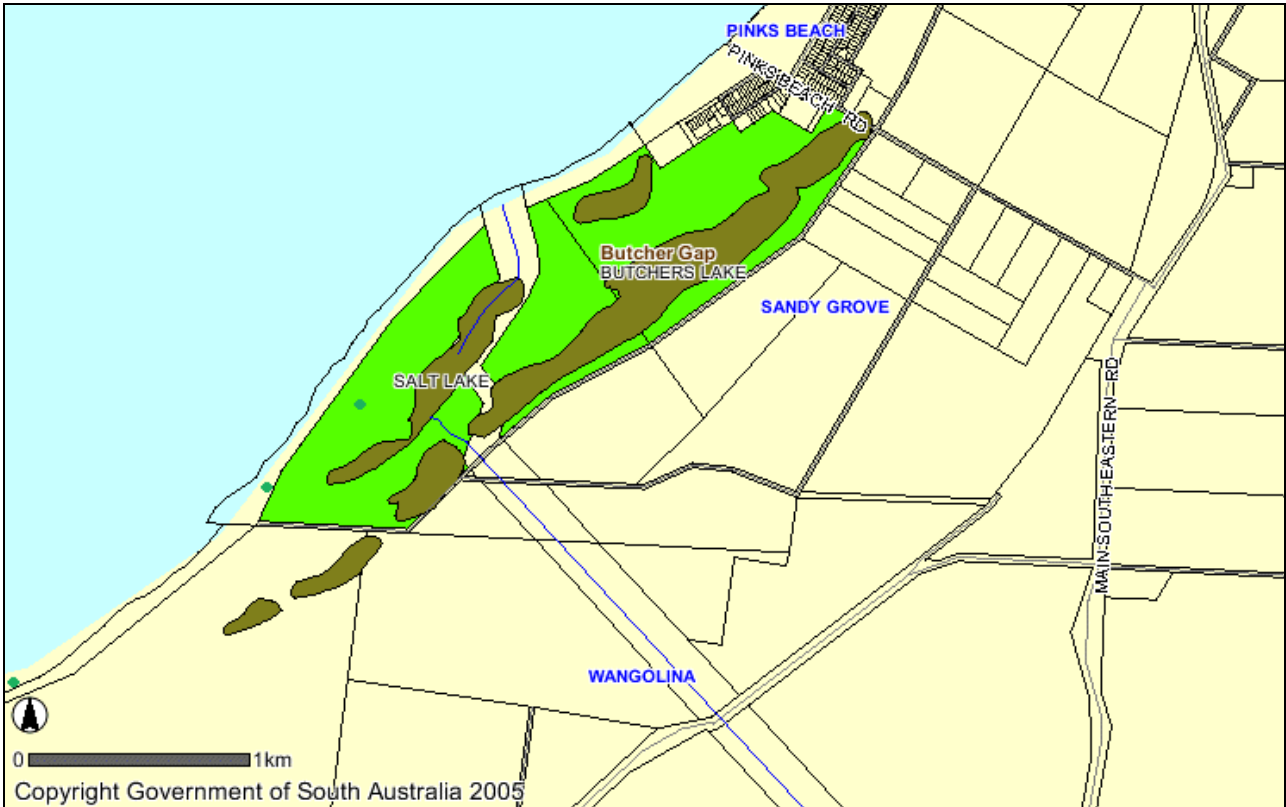 PINKS BEACH
PINKS BEACH RD
Butcher Gap
BUTCHERS LAKE
SANDY GROVE
SALT LAKE
MAIN SOUTH EASTERN RD
WANGOLINA
0 1km
Copyright Government of South Australia 2005